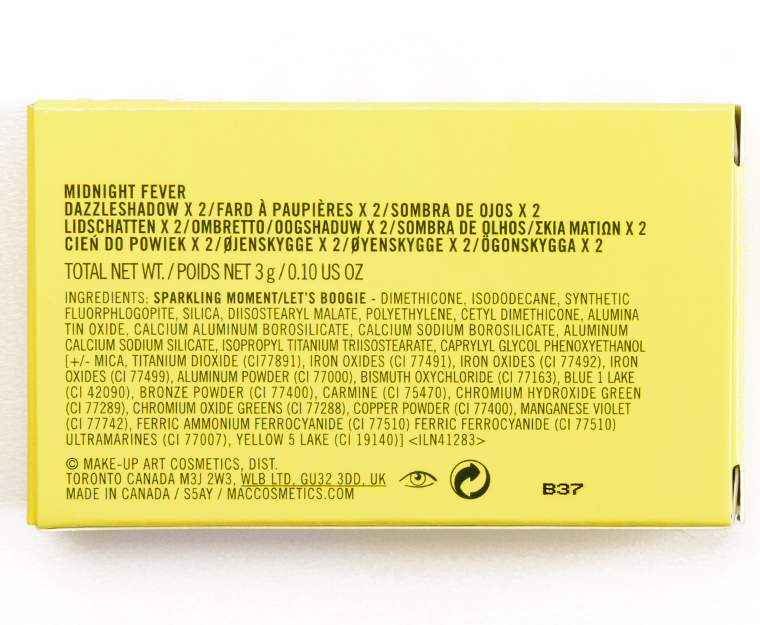 MIDNIGHT FEVER
DAZZLESHADOW X 2/FARD À PAUPIÈRES X 2/SOMBRA DE OJOS X 2
LIDSCHATTEN X 2/OMBRETTO/OOGSHADUW X 2/SOMBRA DE OLHOS/ΣΚΙΑ ΜΑΤΙΩΝ X 2
CIEŃ DO POWIEK X 2/ØJENSKYGGE X 2/ØYENSKYGGE X 2/ÖGONSKYGGA X 2
TOTAL NET WT./POIDS NET 3 g/0.10 US OZ
INGREDIENTS: SPARKLING MOMENT/LET'S BOOGIE - DIMETHICONE, ISODODECANE, SYNTHETIC
FLUORPHLOGOPITE, SILICA, DIISOSTEARYL MALATE, POLYETHYLENE, CETYL DIMETHICONE, ALUMINA
TIN OXIDE, CALCIUM ALUMINUM BOROSILICATE, CALCIUM SODIUM BOROSILICATE, ALUMINUM
CALCIUM SODIUM SILICATE, ISOPROPYL TITANIUM TRIISOSTEARATE, CAPRYLYL GLYCOL PHENOXYETHANOL
[+/- MICA, TITANIUM DIOXIDE (CI77891), IRON OXIDES (CI 77491), IRON OXIDES (CI 77492), IRON
OXIDES (CI 77499), ALUMINUM POWDER (CI 77000), BISMUTH OXYCHLORIDE (CI 77163), BLUE 1 LAKE
(CI 42090), BRONZE POWDER (CI 77400), CARMINE (CI 75470), CHROMIUM HYDROXIDE GREEN
(CI 77289), CHROMIUM OXIDE GREENS (CI 77288), COPPER POWDER (CI 77400), MANGANESE VIOLET
(CI 77742), FERRIC AMMONIUM FERROCYANIDE (CI 77510) FERRIC FERROCYANIDE (CI 77510)
ULTRAMARINES (CI 77007), YELLOW 5 LAKE (CI 19140)] <ILN41283>
© MAKE-UP ART COSMETICS, DIST.
TORONTO CANADA M3J 2W3, WLB LTD, GU32 3DD, UK
MADE IN CANADA / S5AY / MACCOSMETICS.COM
B37